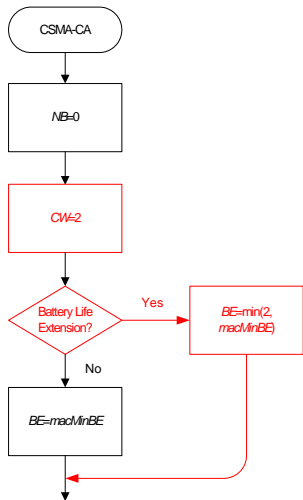 CSMA-CA
NB=0
CW=2
Battery Life
Extension?
Yes
BE=min(2,
macMinBE)
No
BE=macMinBE